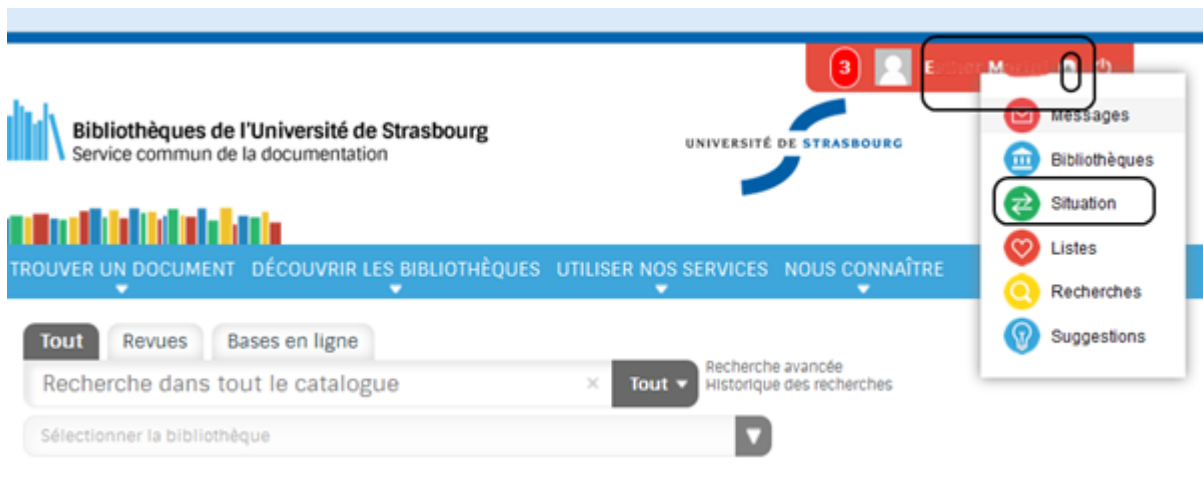 3
Bibliothèques de l'Université de Strasbourg
Service commun de la documentation
UNIVERSITÉ DE STRASBOURG
Messages
Bibliothèques
Situation
Listes
Recherches
Suggestions
TROUVER UN DOCUMENT DÉCOUVRIR LES BIBLIOTHÈQUES UTILISER NOS SERVICES NOUS CONNAÎTRE
Tout Revues Bases en ligne
Recherche dans tout le catalogue × Tout
Recherche avancée
Historique des recherches
Sélectionner la bibliothèque